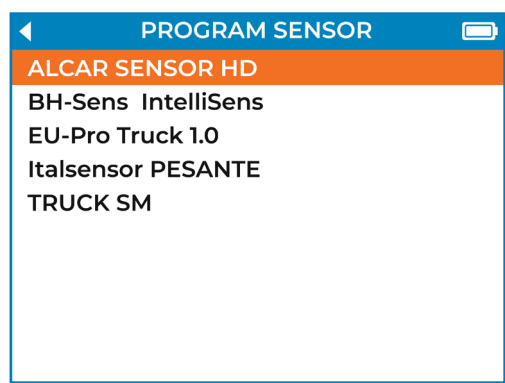 PROGRAM SENSOR
ALCAR SENSOR HD
BH-Sens  IntelliSens
EU-Pro Truck 1.0
Italsensor PESANTE
TRUCK SM